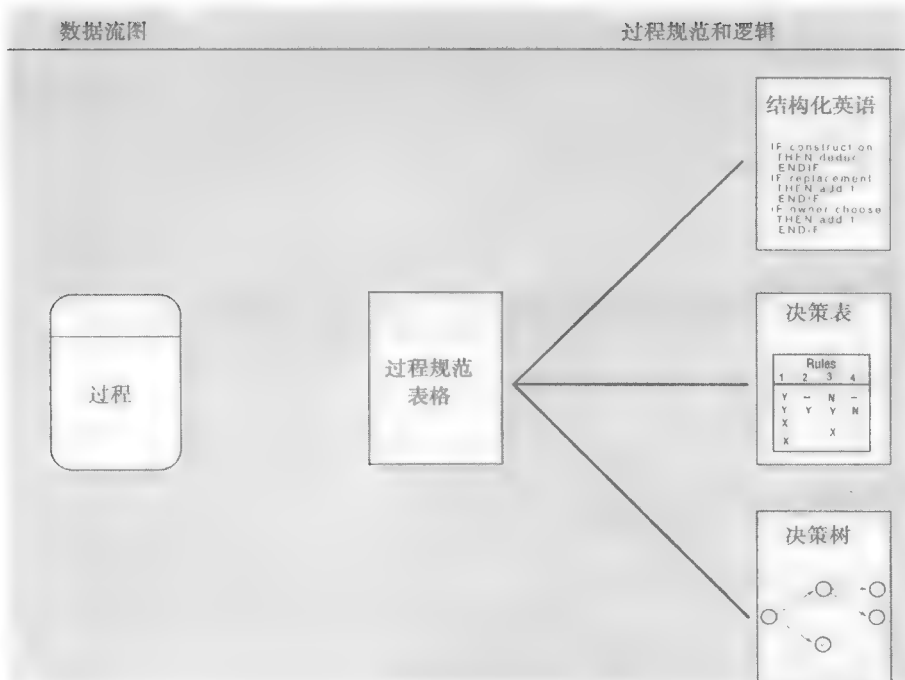 数据流图
过程规范和逻辑
结构化英语
IF construction
THEN deduc
ENDIF
IF replacement
THEN add 1
ENDIF
IF owner choose
THEN add 1
ENDIF
过程
过程规范
表格
决策表
Rules
1 2 3 4
Y – N –
Y Y Y N
X
X
X
决策树